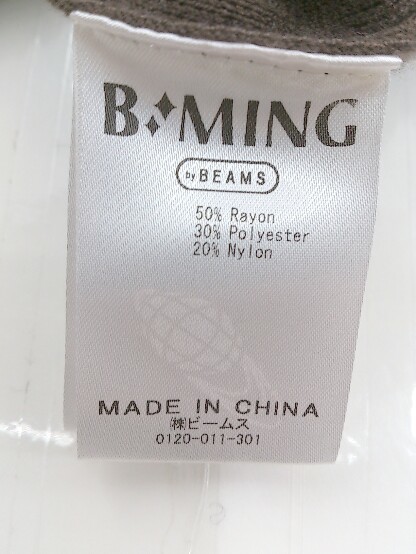 B:MING
by BEAMS
50% Rayon
30% Polyester
20% Nylon
MADE IN CHINA
㈱ビームス
0120-011-301